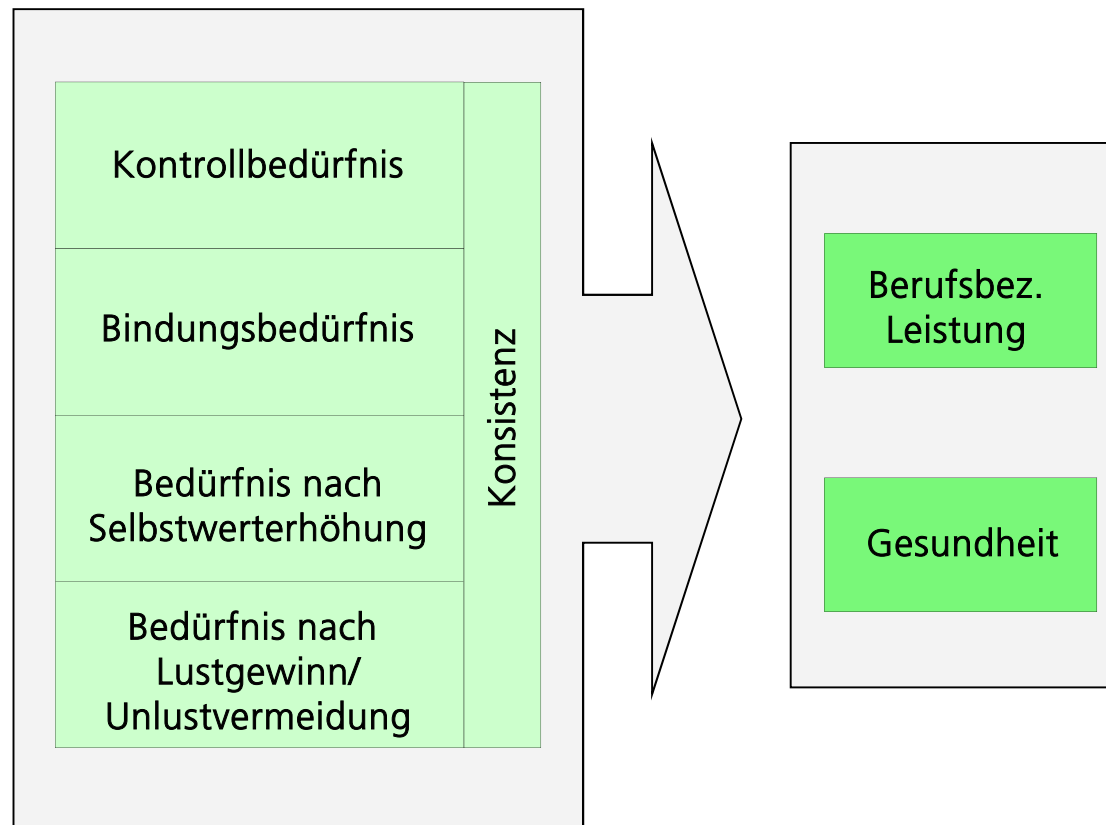 Kontrollbedürfnis
Bindungsbedürfnis
Bedürfnis nach
Selbstwerterhöhung
Bedürfnis nach
Lustgewinn/
Unlustvermeidung
Konsistenz
Berufsbez.
Leistung
Gesundheit